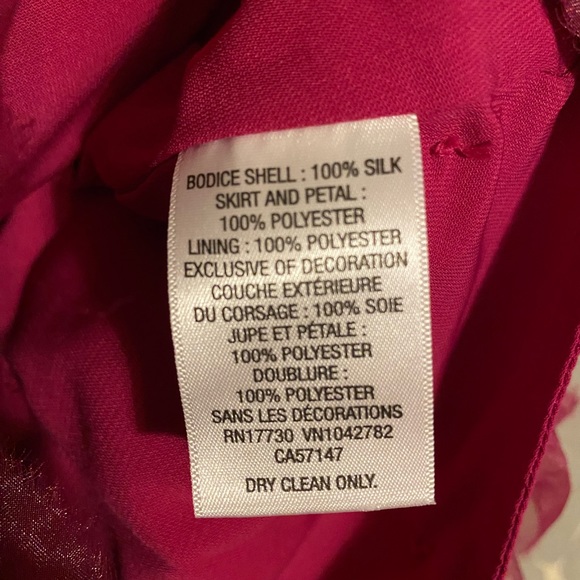 BODICE SHELL : 100% SILK
SKIRT AND PETAL :
100% POLYESTER
LINING : 100% POLYESTER
EXCLUSIVE OF DECORATION
COUCHE EXTÉRIEURE
DU CORSAGE : 100% SOIE
JUPE ET PÉTALE :
100% POLYESTER
DOUBLURE :
100% POLYESTER
SANS LES DÉCORATIONS
RN17730 VN1042782
CA57147
DRY CLEAN ONLY.